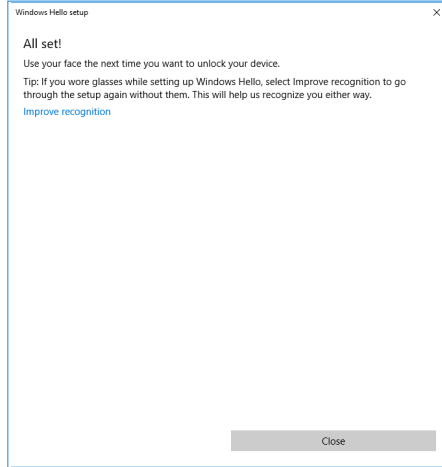 Windows Hello setup
All set!
Use your face the next time you want to unlock your device.
Tip: If you wore glasses while setting up Windows Hello, select Improve recognition to go
through the setup again without them. This will help us recognize you either way.
Improve recognition
Close